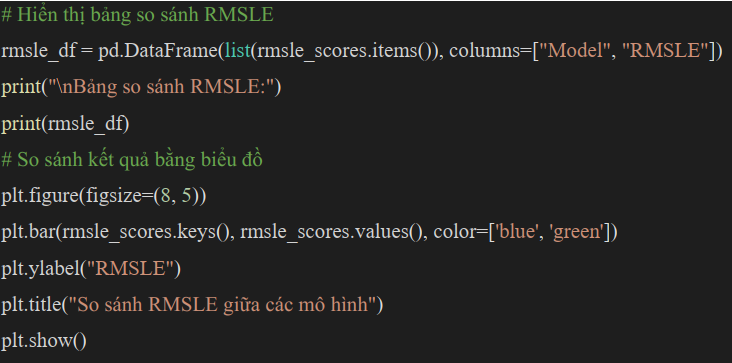 # Hiển thị bảng so sánh RMSLE
rmsle_df = pd.DataFrame(list(rmsle_scores.items()), columns=["Model", "RMSLE"])
print("\nBảng so sánh RMSLE:")
print(rmsle_df)
# So sánh kết quả bằng biểu đồ
plt.figure(figsize=(8, 5))
plt.bar(rmsle_scores.keys(), rmsle_scores.values(), color=['blue', 'green'])
plt.ylabel("RMSLE")
plt.title("So sánh RMSLE giữa các mô hình")
plt.show()